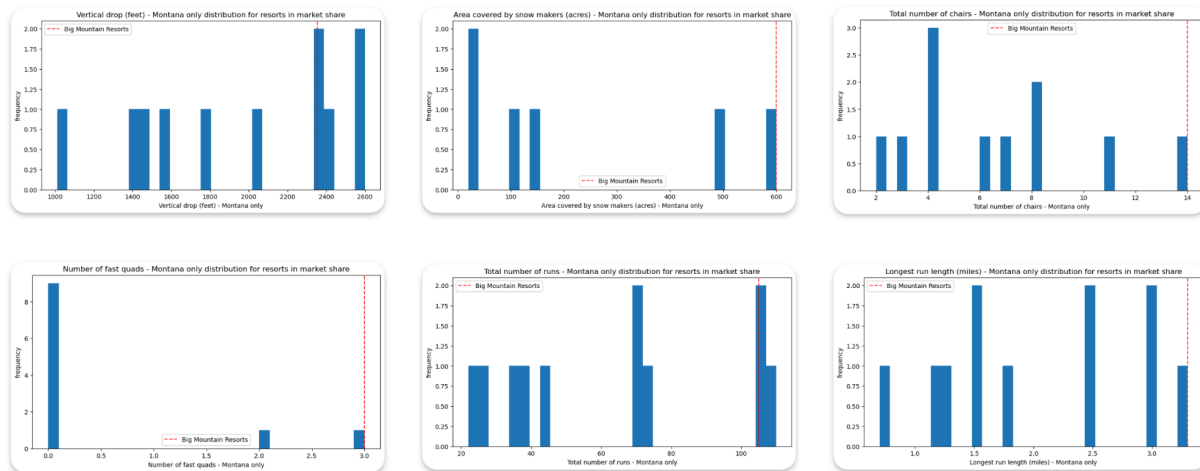 Vertical drop (feet) - Montana only distribution for resorts in market share
Big Mountain Resorts
2.00
1.75
1.50
1.25
1.00
0.75
0.50
0.25
0.00
frequency
1000 1200 1400 1600 1800 2000 2200 2400 2600
Vertical drop (feet) - Montana only
Area covered by snow makers (acres) - Montana only distribution for resorts in market share
2.00
1.75
1.50
1.25
1.00
0.75
0.50
0.25
0.00
frequency
Big Mountain Resorts
0 100 200 300 400 500 600
Area covered by snow makers (acres) - Montana only
Total number of chairs - Montana only distribution for resorts in market share
Big Mountain Resorts
3.0
2.5
2.0
1.5
1.0
0.5
0.0
frequency
2 4 6 8 10 12 14
Total number of chairs - Montana only
Number of fast quads - Montana only distribution for resorts in market share
8
6
4
2
0
frequency
Big Mountain Resorts
0.0 0.5 1.0 1.5 2.0 2.5 3.0
Number of fast quads - Montana only
Total number of runs - Montana only distribution for resorts in market share
Big Mountain Resorts
2.00
1.75
1.50
1.25
1.00
0.75
0.50
0.25
0.00
frequency
20 40 60 80 100
Total number of runs - Montana only
Longest run length (miles) - Montana only distribution for resorts in market share
Big Mountain Resorts
2.00
1.75
1.50
1.25
1.00
0.75
0.50
0.25
0.00
frequency
1.0 1.5 2.0 2.5 3.0
Longest run length (miles) - Montana only